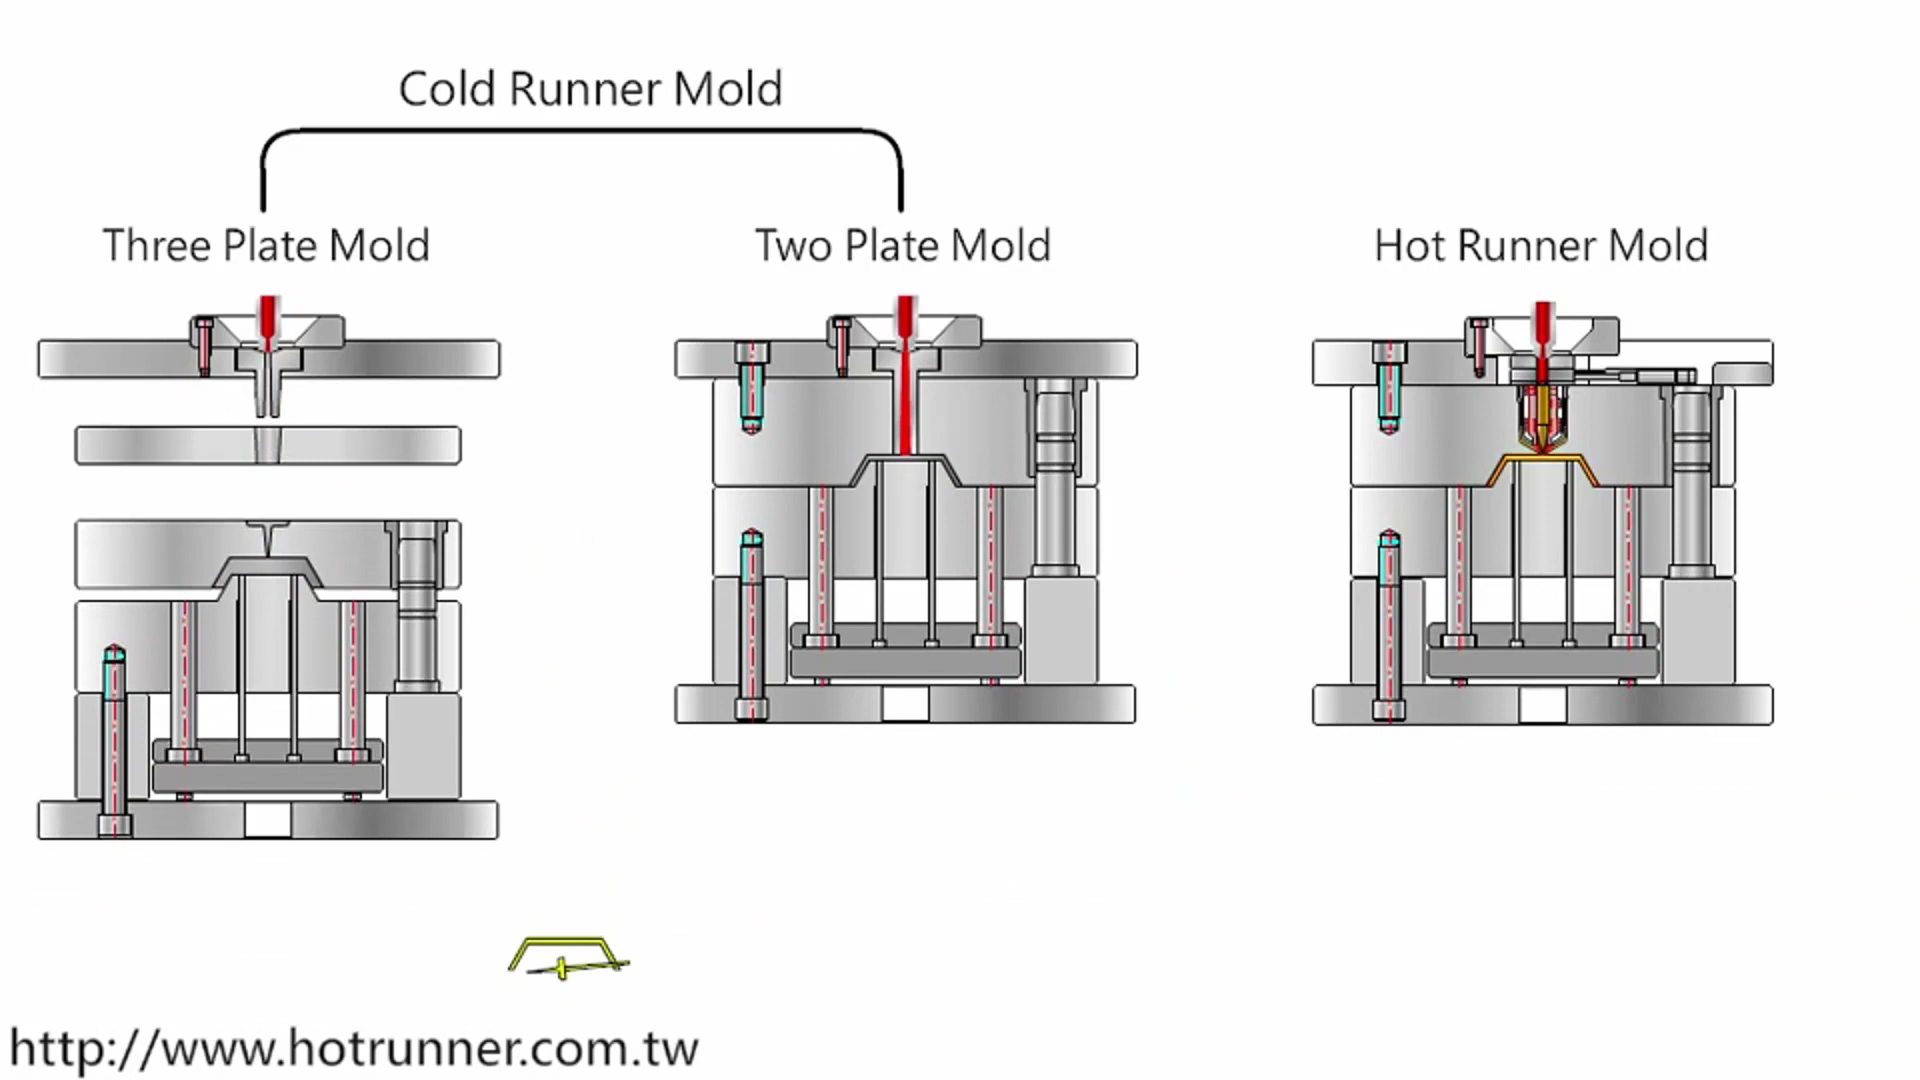 Cold Runner Mold
Three Plate Mold
Two Plate Mold
Hot Runner Mold
http://www.hotrunner.com.tw